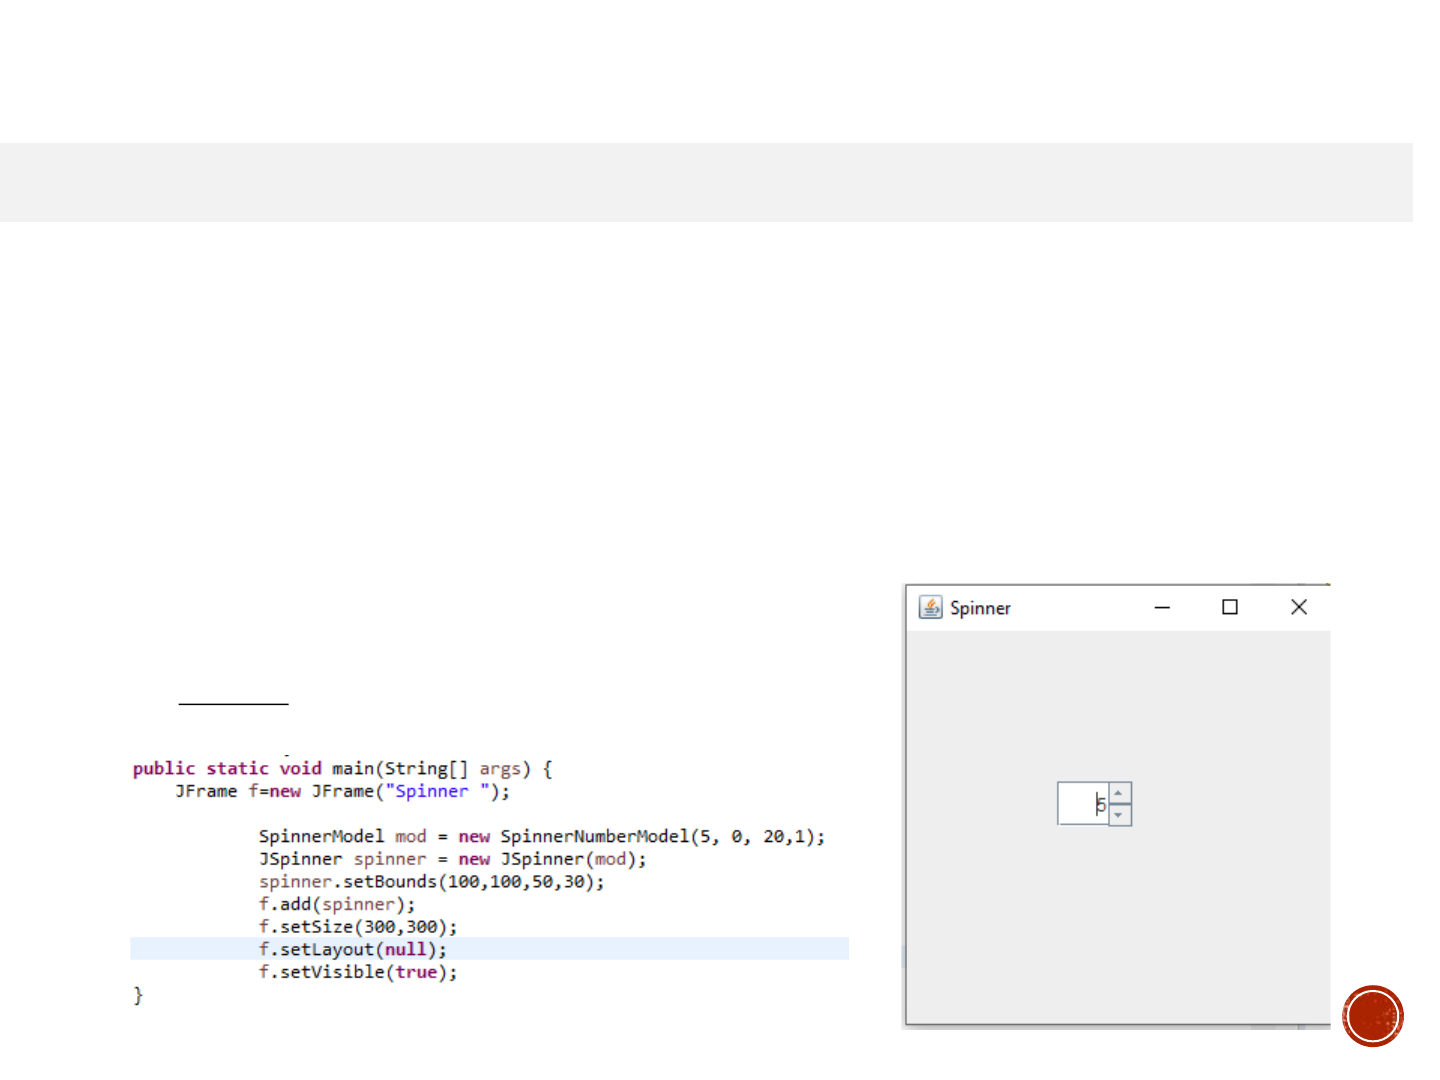 public static void main(String[] args) {
JFrame f=new JFrame("Spinner ");
SpinnerModel mod = new SpinnerNumberModel(5, 0, 20,1);
JSpinner spinner = new JSpinner(mod);
spinner.setBounds(100,100,50,30);
f.add(spinner);
f.setSize(300,300);
f.setLayout(null);
f.setVisible(true);
}
Spinner
5